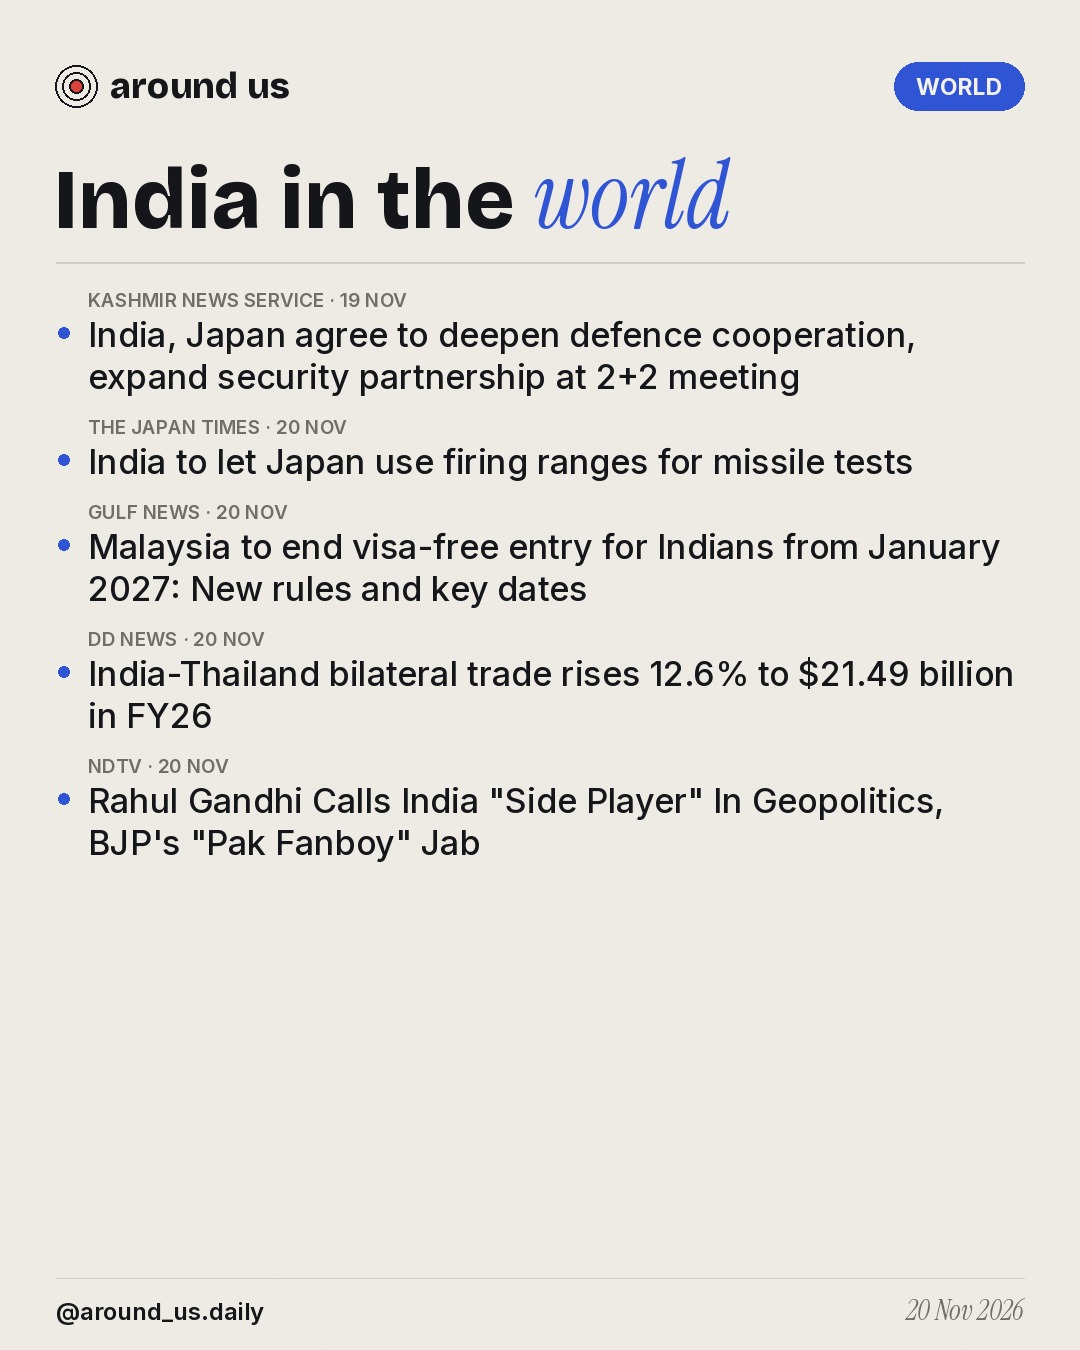 around us
WORLD
India in the world
KASHMIR NEWS SERVICE · 19 NOV
India, Japan agree to deepen defence cooperation,
expand security partnership at 2+2 meeting
THE JAPAN TIMES · 20 NOV
India to let Japan use firing ranges for missile tests
GULF NEWS · 20 NOV
Malaysia to end visa-free entry for Indians from January
2027: New rules and key dates
DD NEWS · 20 NOV
India-Thailand bilateral trade rises 12.6% to $21.49 billion
in FY26
NDTV · 20 NOV
Rahul Gandhi Calls India "Side Player" In Geopolitics,
BJP's "Pak Fanboy" Jab
@around_us.daily
20 Nov 2026